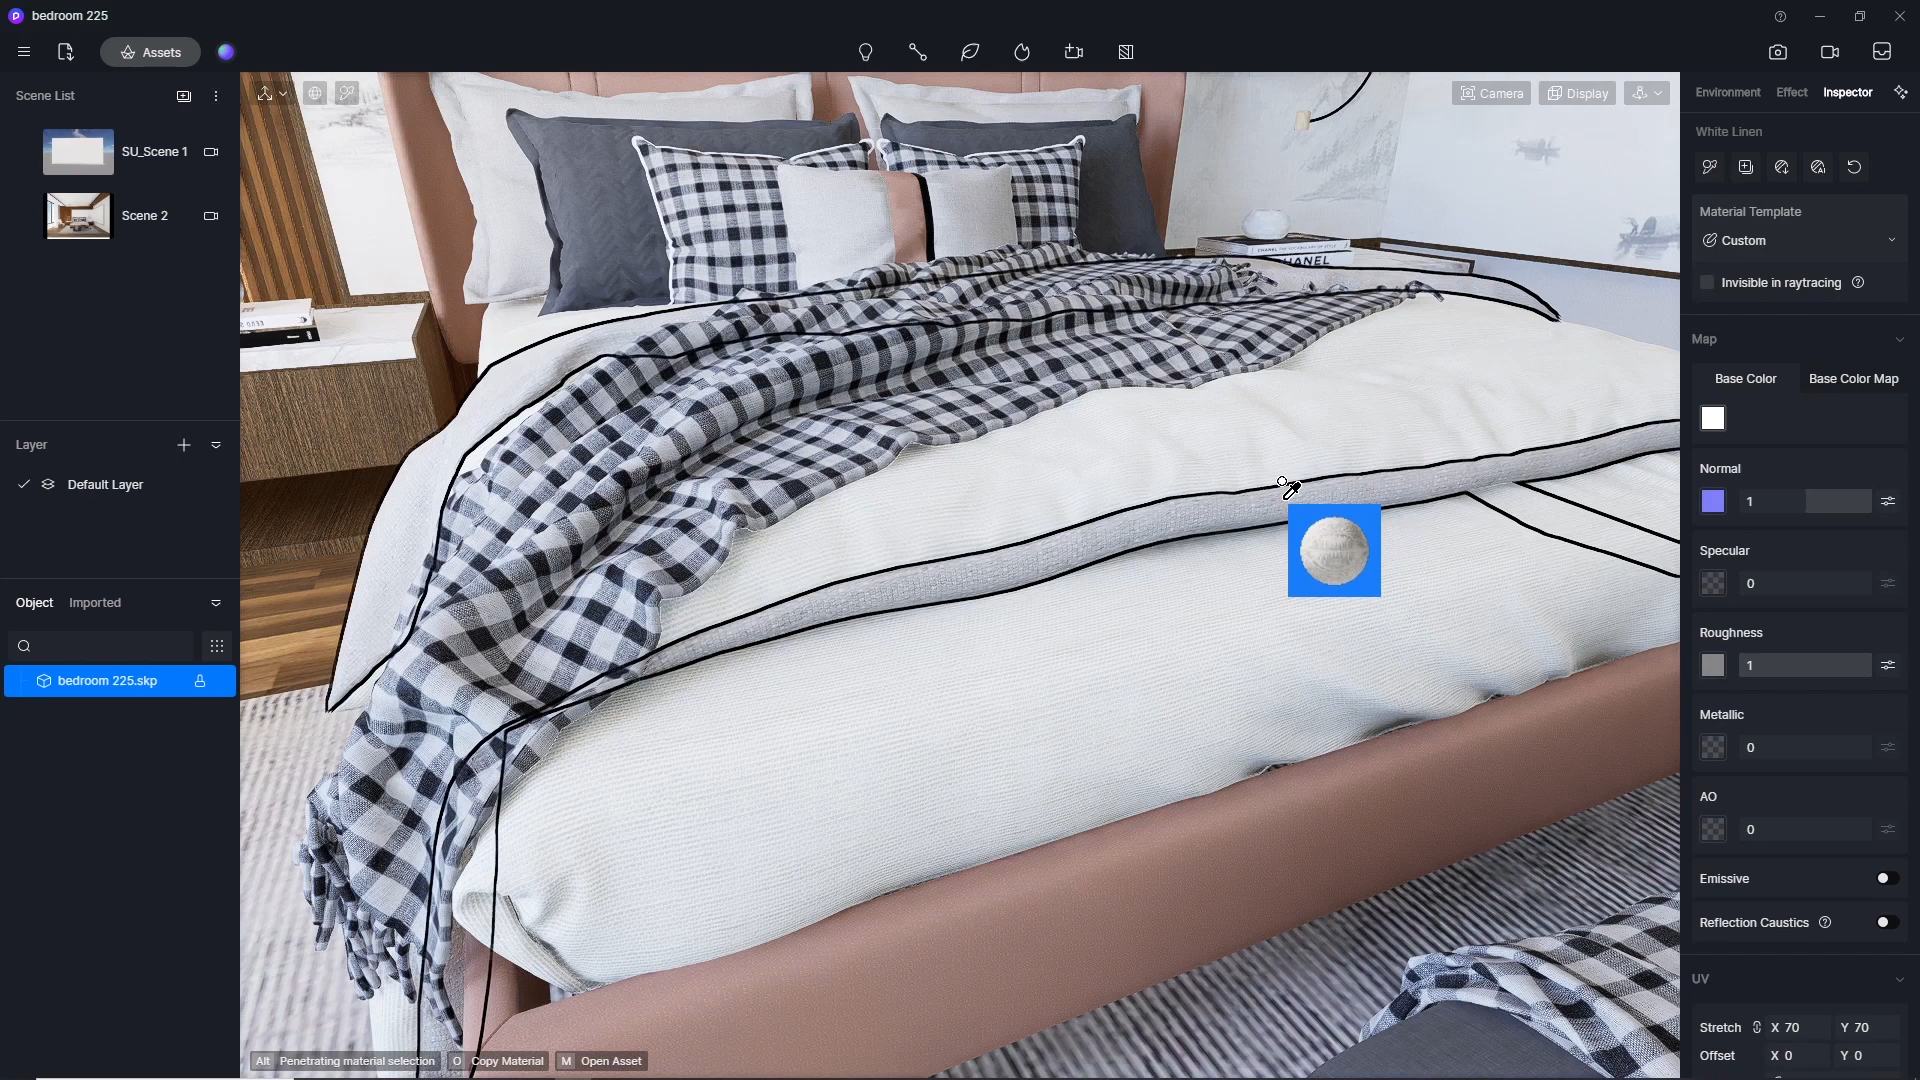 bedroom 225
Assets
Scene List
SU_Scene 1
Scene 2
Layer
Default Layer
Object Imported
bedroom 225.skp
Camera Display
CHANEL
Alt Penetrating material selection O Copy Material M Open Asset
Environment Effect Inspector
White Linen
Material Template
Custom
Invisible in raytracing
Map
Base Color Base Color Map
Normal
1
Specular
0
Roughness
1
Metallic
0
AO
0
Emissive
Reflection Caustics
UV
Stretch X 70 Y 70
Offset X 0 Y 0